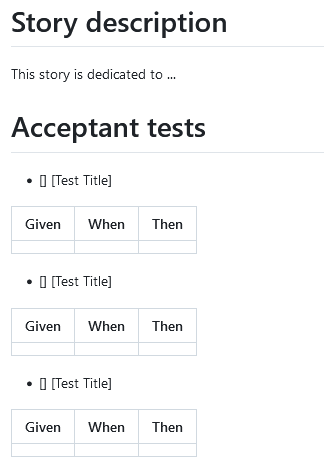 Story description
This story is dedicated to ...
Acceptant tests
• [] [Test Title]
Given When Then
• [] [Test Title]
Given When Then
• [] [Test Title]
Given When Then